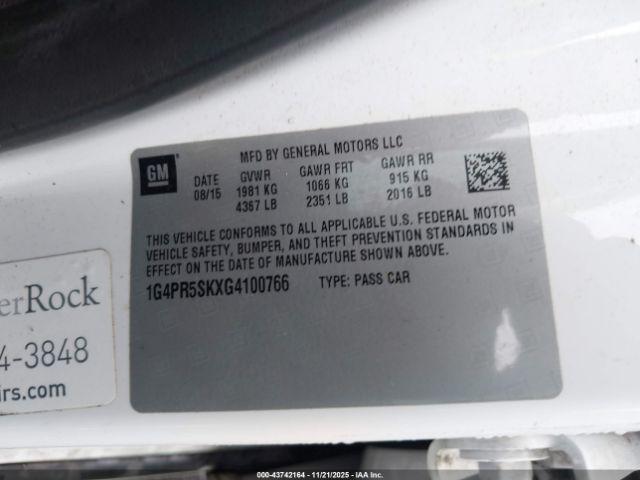 GM
MFD BY GENERAL MOTORS LLC
DATE GVWR GAWR FRT GAWR RR
08/15 1981 KG 1066 KG 915 KG
4367 LB 2351 LB 2016 LB
THIS VEHICLE CONFORMS TO ALL APPLICABLE U.S. FEDERAL MOTOR
VEHICLE SAFETY, BUMPER, AND THEFT PREVENTION STANDARDS IN
EFFECT ON THE DATE OF MANUFACTURE SHOWN ABOVE.
1G4PR5SKXG4100766 TYPE: PASS CAR
erRock
4-3848
irs.com
000-43742164 - 11/21/2025 - Copyright © 2025 IAA, Inc.